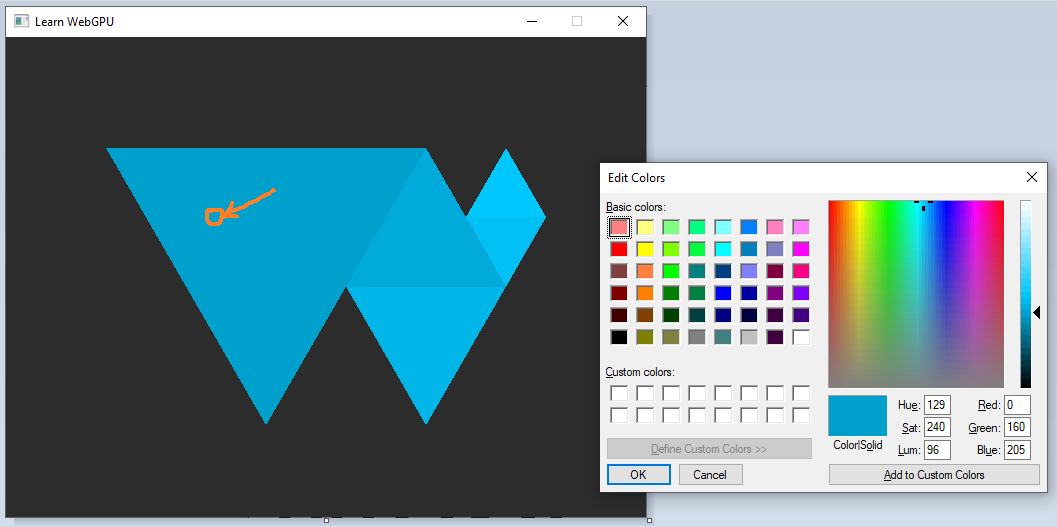 Learn WebGPU
Edit Colors
Basic colors:
Custom colors:
Define Custom Colors >>
OK
Cancel
Color|Solid
Hue: 129
Sat: 240
Lum: 96
Red: 0
Green: 160
Blue: 205
Add to Custom Colors